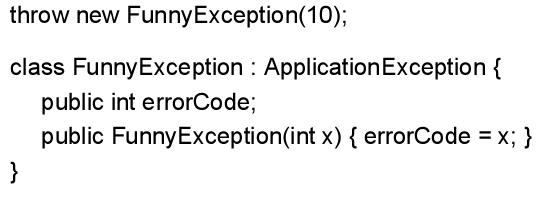 throw new FunnyException(10);
class FunnyException : ApplicationException {
public int errorCode;
public FunnyException(int x) { errorCode = x; }
}